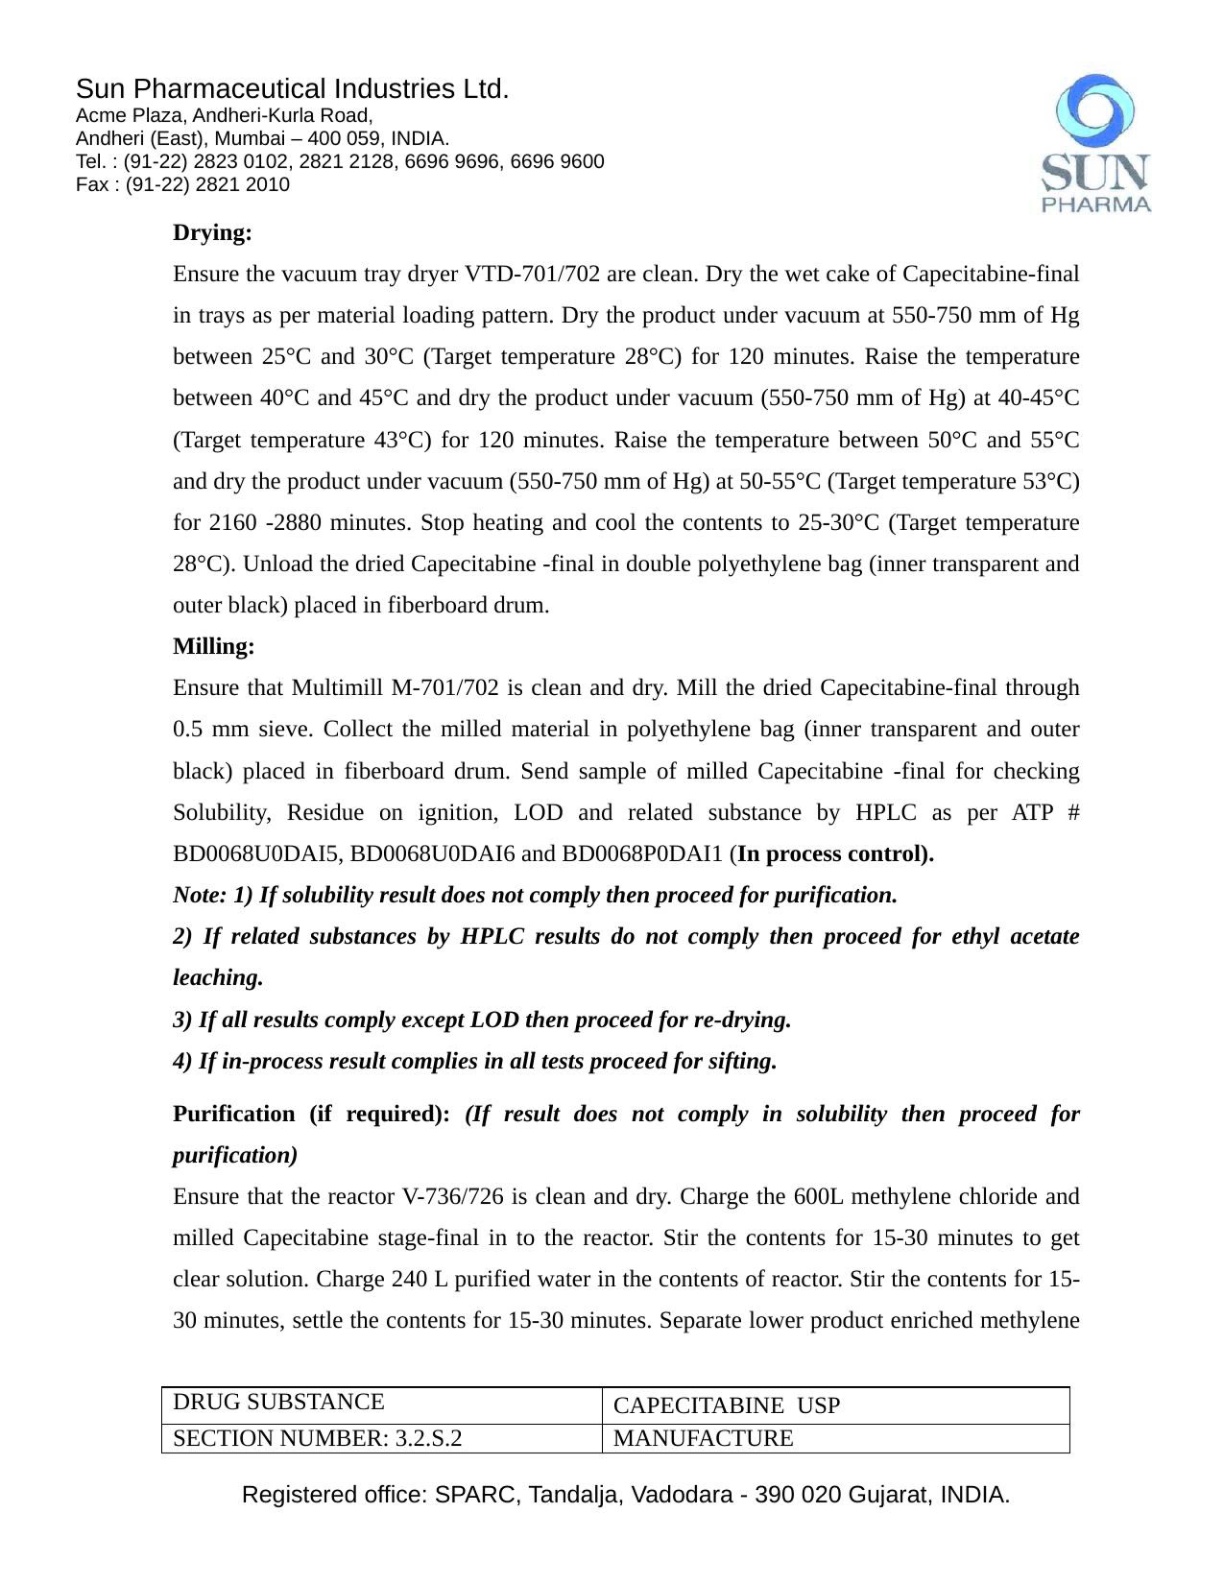 Sun Pharmaceutical Industries Ltd.
Acme Plaza, Andheri-Kurla Road,
Andheri (East), Mumbai – 400 059, INDIA.
Tel. : (91-22) 2823 0102, 2821 2128, 6696 9696, 6696 9600
Fax : (91-22) 2821 2010
SUN
PHARMA
Drying:
Ensure the vacuum tray dryer VTD-701/702 are clean. Dry the wet cake of Capecitabine-final
in trays as per material loading pattern. Dry the product under vacuum at 550-750 mm of Hg
between 25°C and 30°C (Target temperature 28°C) for 120 minutes. Raise the temperature
between 40°C and 45°C and dry the product under vacuum (550-750 mm of Hg) at 40-45°C
(Target temperature 43°C) for 120 minutes. Raise the temperature between 50°C and 55°C
and dry the product under vacuum (550-750 mm of Hg) at 50-55°C (Target temperature 53°C)
for 2160 -2880 minutes. Stop heating and cool the contents to 25-30°C (Target temperature
28°C). Unload the dried Capecitabine -final in double polyethylene bag (inner transparent and
outer black) placed in fiberboard drum.
Milling:
Ensure that Multimill M-701/702 is clean and dry. Mill the dried Capecitabine-final through
0.5 mm sieve. Collect the milled material in polyethylene bag (inner transparent and outer
black) placed in fiberboard drum. Send sample of milled Capecitabine -final for checking
Solubility, Residue on ignition, LOD and related substance by HPLC as per ATP #
BD0068U0DAI5, BD0068U0DAI6 and BD0068P0DAI1 (In process control).
Note: 1) If solubility result does not comply then proceed for purification.
2) If related substances by HPLC results do not comply then proceed for ethyl acetate
leaching.
3) If all results comply except LOD then proceed for re-drying.
4) If in-process result complies in all tests proceed for sifting.
Purification (if required): (If result does not comply in solubility then proceed for
purification)
Ensure that the reactor V-736/726 is clean and dry. Charge the 600L methylene chloride and
milled Capecitabine stage-final in to the reactor. Stir the contents for 15-30 minutes to get
clear solution. Charge 240 L purified water in the contents of reactor. Stir the contents for 15-
30 minutes, settle the contents for 15-30 minutes. Separate lower product enriched methylene
DRUG SUBSTANCE CAPECITABINE USP
SECTION NUMBER: 3.2.S.2 MANUFACTURE
Registered office: SPARC, Tandalja, Vadodara - 390 020 Gujarat, INDIA.